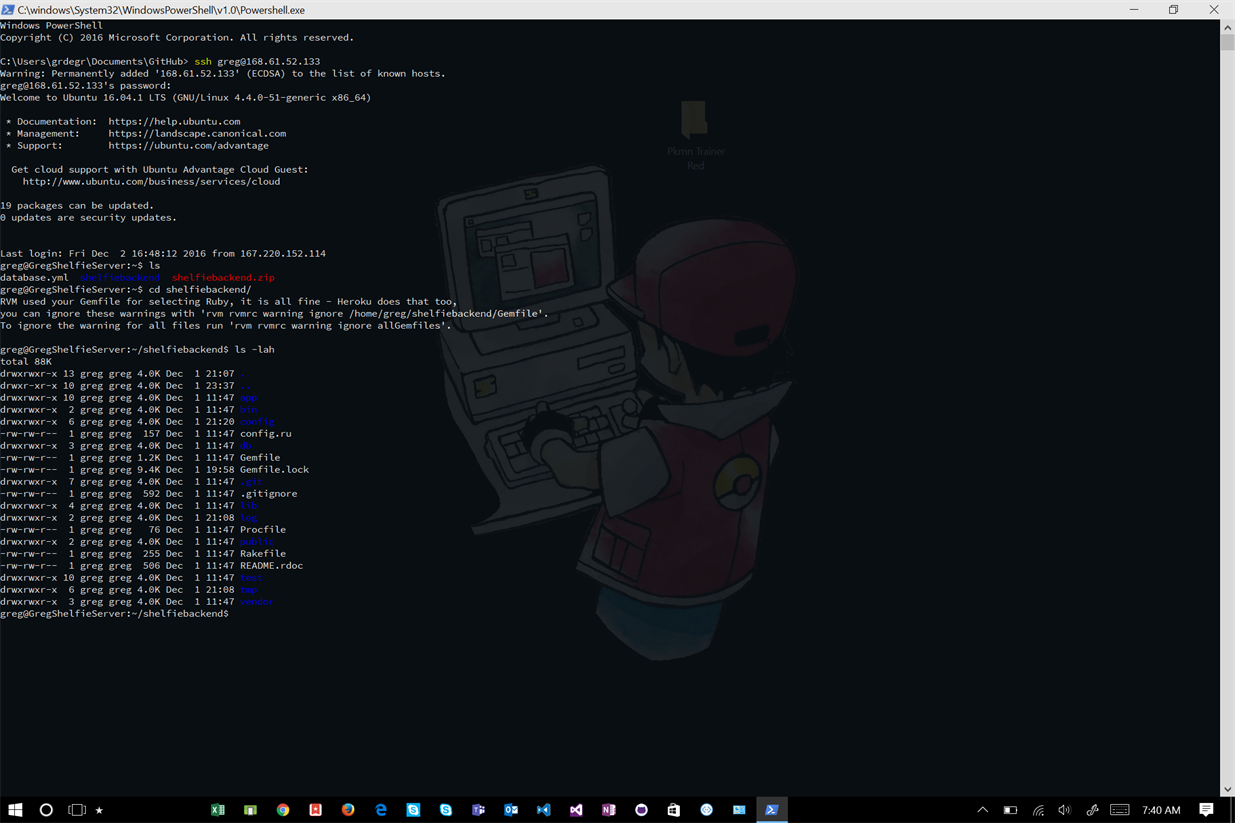 C:\windows\System32\WindowsPowerShell\v1.0\Powershell.exe
Windows PowerShell
Copyright (C) 2016 Microsoft Corporation. All rights reserved.
C:\Users\grdegr\Documents\GitHub> ssh greg@168.61.52.133
Warning: Permanently added '168.61.52.133' (ECDSA) to the list of known hosts.
greg@168.61.52.133's password:
Welcome to Ubuntu 16.04.1 LTS (GNU/Linux 4.4.0-51-generic x86_64)
* Documentation:  https://help.ubuntu.com
* Management:     https://landscape.canonical.com
* Support:        https://ubuntu.com/advantage
Get cloud support with Ubuntu Advantage Cloud Guest:
http://www.ubuntu.com/business/services/cloud
19 packages can be updated.
0 updates are security updates.
Last login: Fri Dec  2 16:48:12 2016 from 167.220.152.114
greg@GregShelfieServer:~$ ls
database.yml  shelfiebackend  shelfiebackend.zip
greg@GregShelfieServer:~$ cd shelfiebackend/
RVM used your Gemfile for selecting Ruby, it is all fine - Heroku does that too,
you can ignore these warnings with 'rvm rvmrc warning ignore /home/greg/shelfiebackend/Gemfile'.
To ignore the warning for all files run 'rvm rvmrc warning ignore allGemfiles'.
greg@GregShelfieServer:~/shelfiebackend$ ls -lah
total 88K
drwxrwxr-x 13 greg greg 4.0K Dec  1 21:07 .
drwxr-xr-x 10 greg greg 4.0K Dec  1 23:37 ..
drwxrwxr-x 10 greg greg 4.0K Dec  1 11:47 app
drwxrwxr-x  2 greg greg 4.0K Dec  1 11:47 bin
drwxrwxr-x  6 greg greg 4.0K Dec  1 21:20 config
-rw-rw-r--  1 greg greg  157 Dec  1 11:47 config.ru
drwxrwxr-x  3 greg greg 4.0K Dec  1 11:47 db
-rw-rw-r--  1 greg greg 1.2K Dec  1 11:47 Gemfile
-rw-rw-r--  1 greg greg 9.4K Dec  1 19:58 Gemfile.lock
drwxrwxr-x  7 greg greg 4.0K Dec  1 11:47 .git
-rw-rw-r--  1 greg greg  592 Dec  1 11:47 .gitignore
drwxrwxr-x  4 greg greg 4.0K Dec  1 11:47 lib
drwxrwxr-x  2 greg greg 4.0K Dec  1 21:08 log
-rw-rw-r--  1 greg greg   76 Dec  1 11:47 Procfile
drwxrwxr-x  2 greg greg 4.0K Dec  1 11:47 public
-rw-rw-r--  1 greg greg  255 Dec  1 11:47 Rakefile
-rw-rw-r--  1 greg greg  506 Dec  1 11:47 README.rdoc
drwxrwxr-x 10 greg greg 4.0K Dec  1 11:47 test
drwxrwxr-x  6 greg greg 4.0K Dec  1 21:08 tmp
drwxrwxr-x  3 greg greg 4.0K Dec  1 11:47 vendor
greg@GregShelfieServer:~/shelfiebackend$
Pkmn Trainer
Red
7:40 AM